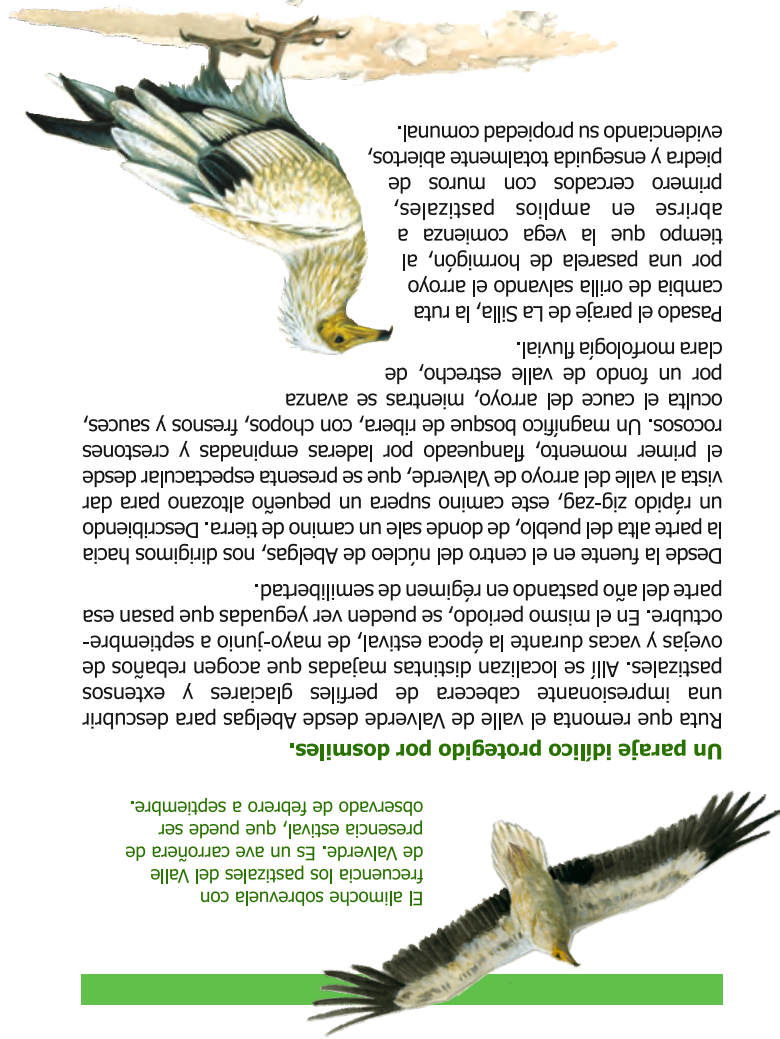 El alimoche sobrevuela con
frecuencia los pastizales del Valle
de Valverde. Es un ave carroñera de
presencia estival, que puede ser
observado de febrero a septiembre.
Un paraje idílico protegido por dosmiles.
Ruta que remonta el valle de Valverde desde Abelgas para descubrir
una impresionante cabecera de perfiles glaciares y extensos
pastizales. Allí se localizan distintas majadas que acogen rebaños de
ovejas y vacas durante la época estival, de mayo-junio a septiembre-
octubre. En el mismo periodo, se pueden ver yeguadas que pasan esa
parte del año pastando en régimen de semilibertad.
Desde la fuente en el centro del núcleo de Abelgas, nos dirigimos hacia
la parte alta del pueblo, de donde sale un camino de tierra. Describiendo
un rápido zig-zag, este camino supera un pequeño altozano para dar
vista al valle del arroyo de Valverde, que se presenta espectacular desde
el primer momento, flanqueado por laderas empinadas y crestones
rocosos. Un magnífico bosque de ribera, con chopos, fresnos y sauces,
oculta el cauce del arroyo, mientras se avanza
por un fondo de valle estrecho, de
clara morfología fluvial.
Pasado el paraje de La Silla, la ruta
cambia de orilla salvando el arroyo
por una pasarela de hormigón, al
tiempo que la vega comienza a
abrirse en amplios pastizales,
primero cercados con muros de
piedra y enseguida totalmente abiertos,
evidenciando su propiedad comunal.